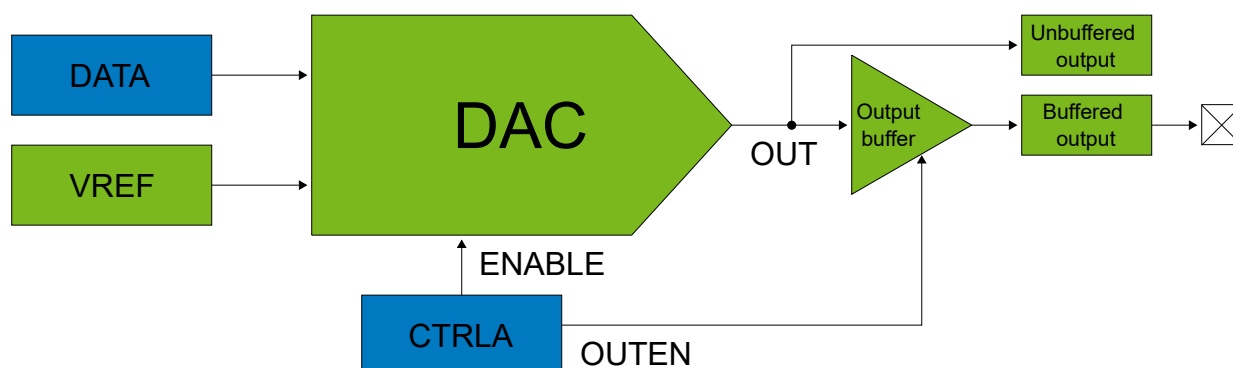 DATA
VREF
DAC
ENABLE
CTRLA
OUTEN
OUT
Output
buffer
Unbuffered
output
Buffered
output